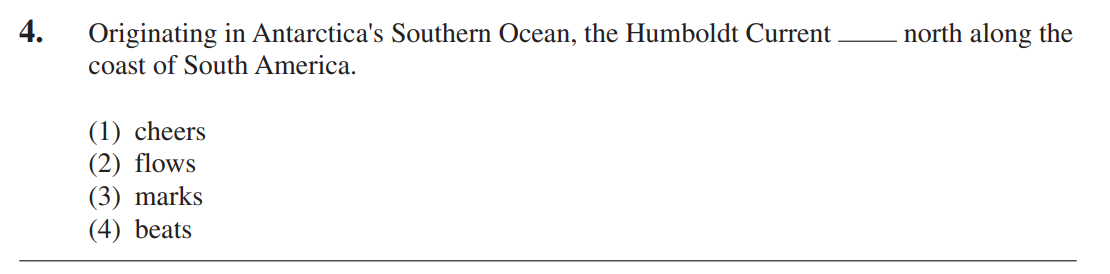 4. Originating in Antarctica's Southern Ocean, the Humboldt Current ____ north along the
coast of South America.
(1) cheers
(2) flows
(3) marks
(4) beats